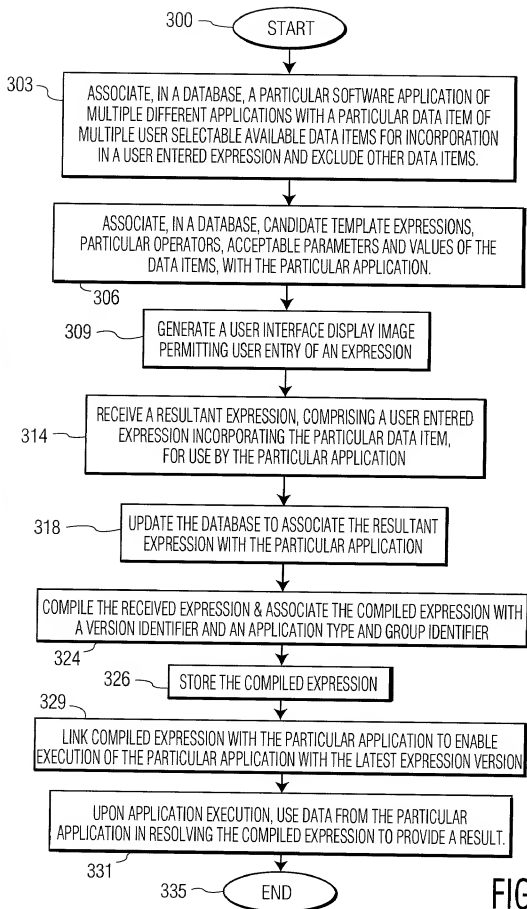 300
START
303
ASSOCIATE, IN A DATABASE, A PARTICULAR SOFTWARE APPLICATION OF
MULTIPLE DIFFERENT APPLICATIONS WITH A PARTICULAR DATA ITEM OF
MULTIPLE USER SELECTABLE AVAILABLE DATA ITEMS FOR INCORPORATION
IN A USER ENTERED EXPRESSION AND EXCLUDE OTHER DATA ITEMS.
ASSOCIATE, IN A DATABASE, CANDIDATE TEMPLATE EXPRESSIONS,
PARTICULAR OPERATORS, ACCEPTABLE PARAMETERS AND VALUES OF THE
DATA ITEMS, WITH THE PARTICULAR APPLICATION.
306
309
GENERATE A USER INTERFACE DISPLAY IMAGE
PERMITTING USER ENTRY OF AN EXPRESSION
314
RECEIVE A RESULTANT EXPRESSION, COMPRISING A USER ENTERED
EXPRESSION INCORPORATING THE PARTICULAR DATA ITEM,
FOR USE BY THE PARTICULAR APPLICATION
318
UPDATE THE DATABASE TO ASSOCIATE THE RESULTANT
EXPRESSION WITH THE PARTICULAR APPLICATION
COMPILE THE RECEIVED EXPRESSION & ASSOCIATE THE COMPILED EXPRESSION WITH
A VERSION IDENTIFIER AND AN APPLICATION TYPE AND GROUP IDENTIFIER
324
326
STORE THE COMPILED EXPRESSION
329
LINK COMPILED EXPRESSION WITH THE PARTICULAR APPLICATION TO ENABLE
EXECUTION OF THE PARTICULAR APPLICATION WITH THE LATEST EXPRESSION VERSION
UPON APPLICATION EXECUTION, USE DATA FROM THE PARTICULAR
APPLICATION IN RESOLVING THE COMPILED EXPRESSION TO PROVIDE A RESULT.
331
335
END
FIG